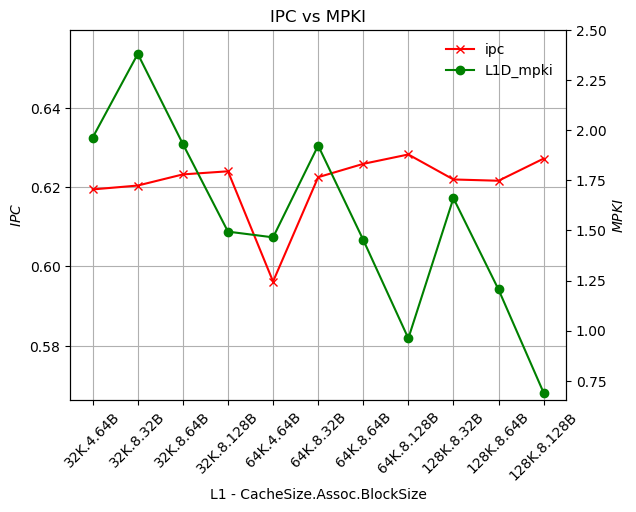 IPC vs MPKI
ipc
L1D_mpki
0.64
0.62
0.60
0.58
IPC
2.50
2.25
2.00
1.75
1.50
1.25
1.00
0.75
MPKI
32K.4.64B
32K.8.32B
32K.8.64B
32K.8.128B
64K.4.64B
64K.8.32B
64K.8.64B
64K.8.128B
128K.8.32B
128K.8.64B
128K.8.128B
L1 - CacheSize.Assoc.BlockSize